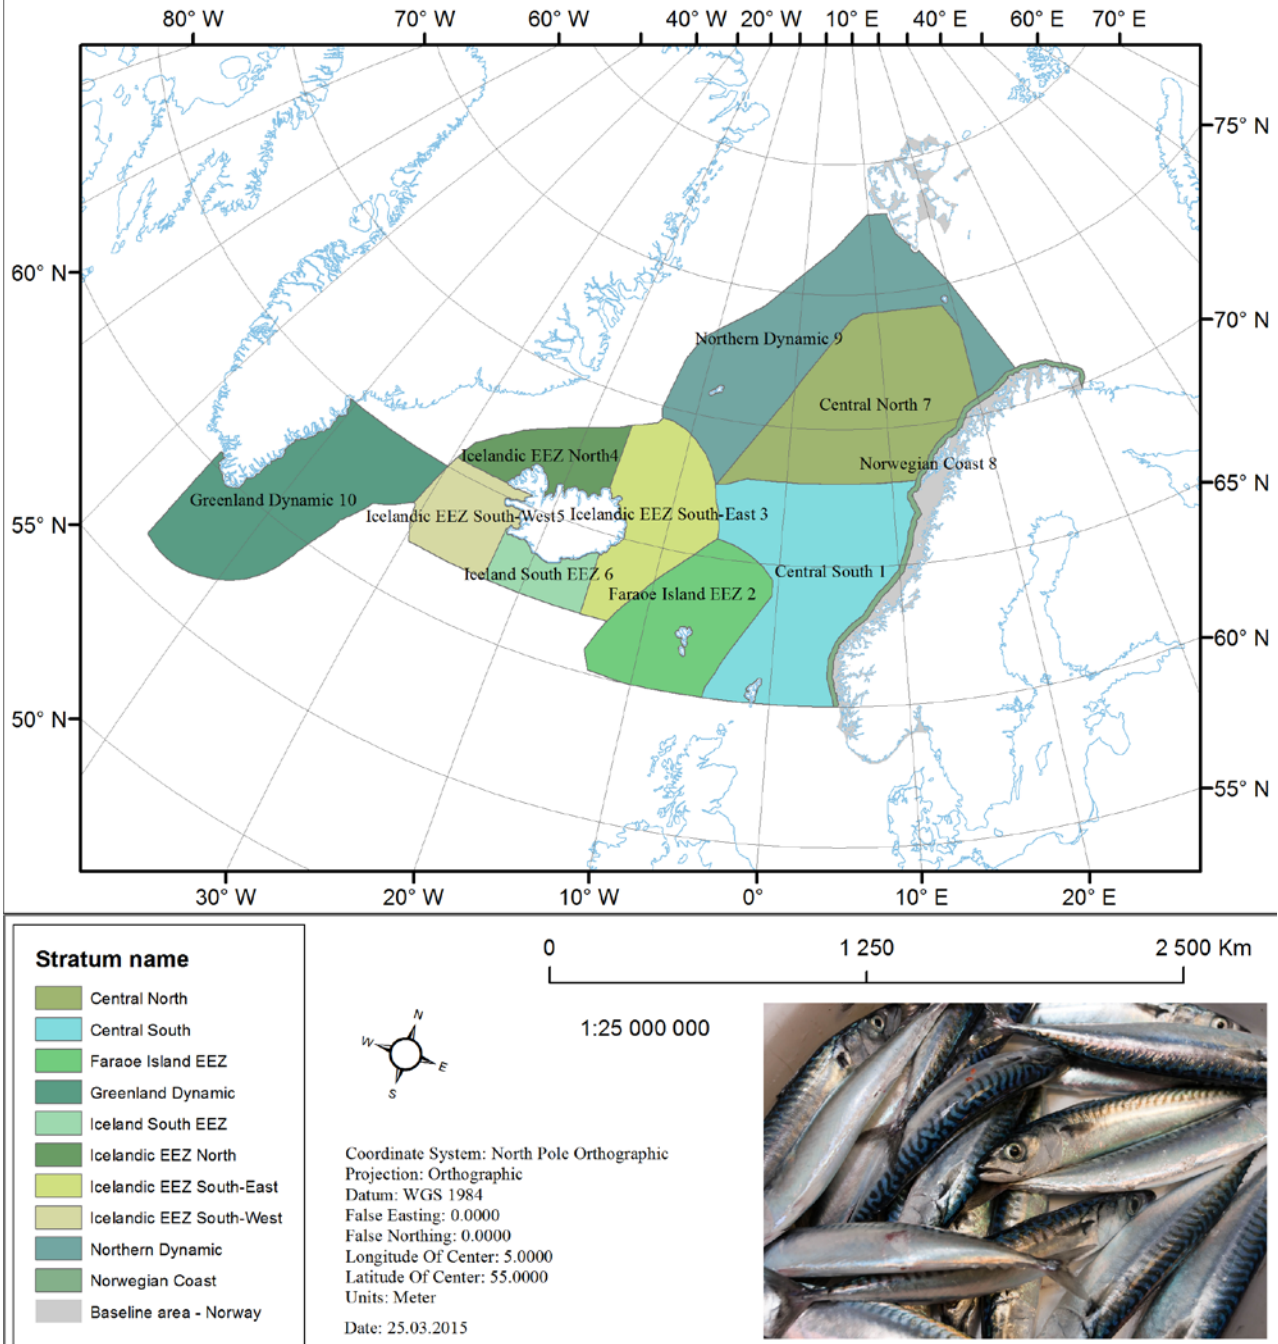 80° W 70° W 60° W 40° W 20° W 10° E 40° E 60° E 70° E
75° N
60° N
70° N
Northern Dynamic 9
Central North 7
Icelandic EEZ North4
Norwegian Coast 8
65° N
Greenland Dynamic 10
Icelandic EEZ South-West5
Icelandic EEZ South-East 3
55° N
Iceland South EEZ 6
Central South 1
Faraoe Island EEZ 2
60° N
50° N
55° N
30° W 20° W 10° W 0° 10° E 20° E
Stratum name
Central North
Central South
Faraoe Island EEZ
Greenland Dynamic
Iceland South EEZ
Icelandic EEZ North
Icelandic EEZ South-East
Icelandic EEZ South-West
Northern Dynamic
Norwegian Coast
Baseline area - Norway
0 1 250 2 500 Km
1:25 000 000
N
W
E
S
Coordinate System: North Pole Orthographic
Projection: Orthographic
Datum: WGS 1984
False Easting: 0.0000
False Northing: 0.0000
Longitude Of Center: 5.0000
Latitude Of Center: 55.0000
Units: Meter
Date: 25.03.2015